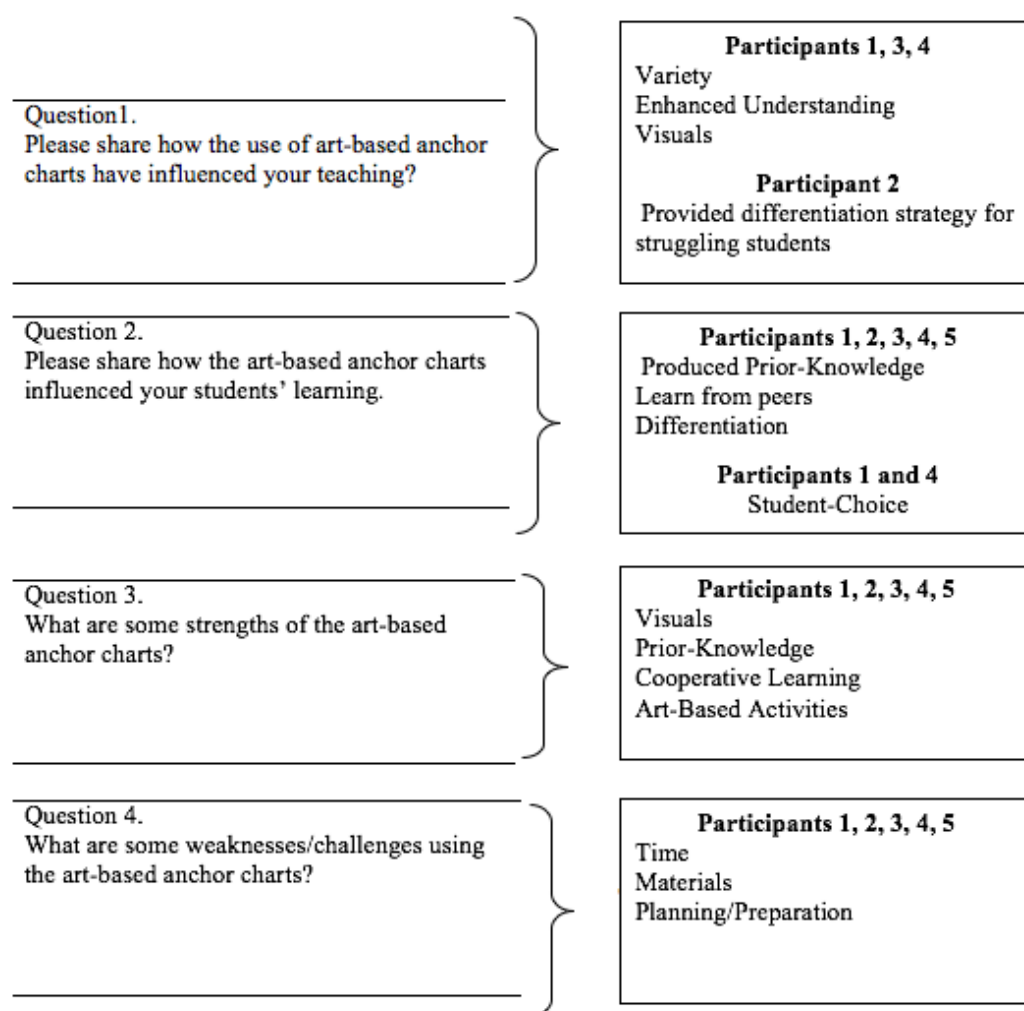 Question1.
Please share how the use of art-based anchor
charts have influenced your teaching?
Participants 1, 3, 4
Variety
Enhanced Understanding
Visuals
Participant 2
Provided differentiation strategy for
struggling students
Question 2.
Please share how the art-based anchor charts
influenced your students’ learning.
Participants 1, 2, 3, 4, 5
Produced Prior-Knowledge
Learn from peers
Differentiation
Participants 1 and 4
Student-Choice
Question 3.
What are some strengths of the art-based
anchor charts?
Participants 1, 2, 3, 4, 5
Visuals
Prior-Knowledge
Cooperative Learning
Art-Based Activities
Question 4.
What are some weaknesses/challenges using
the art-based anchor charts?
Participants 1, 2, 3, 4, 5
Time
Materials
Planning/Preparation